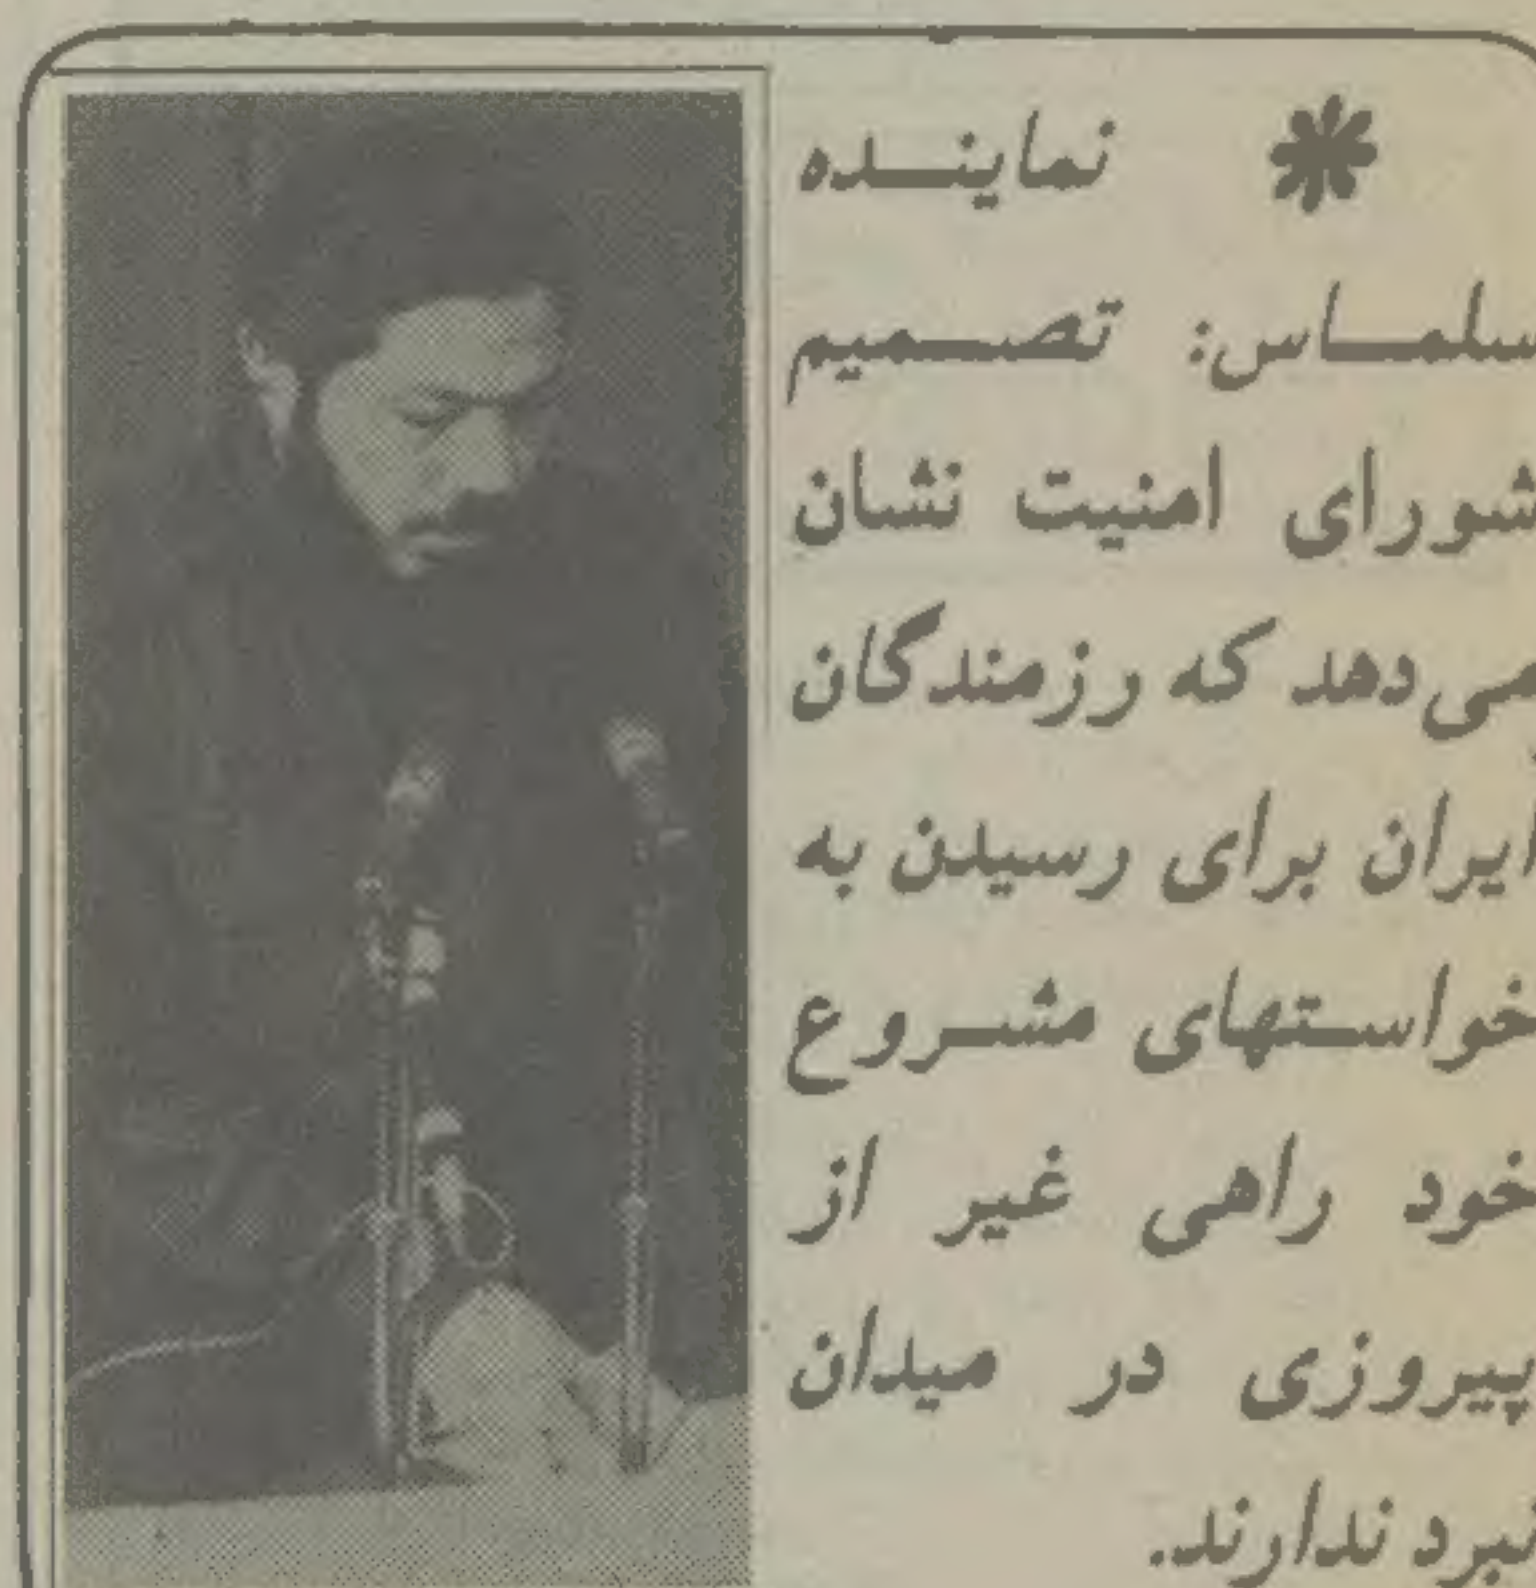 نماینده
سلماس: تصمیم
شورای امنیت نشان
می‌دهد که رزمندگان
ایران برای رسیدن به
خواستهای مشروع
خود راهی غیر از
پیروزی در میدان
نبرد ندارند.